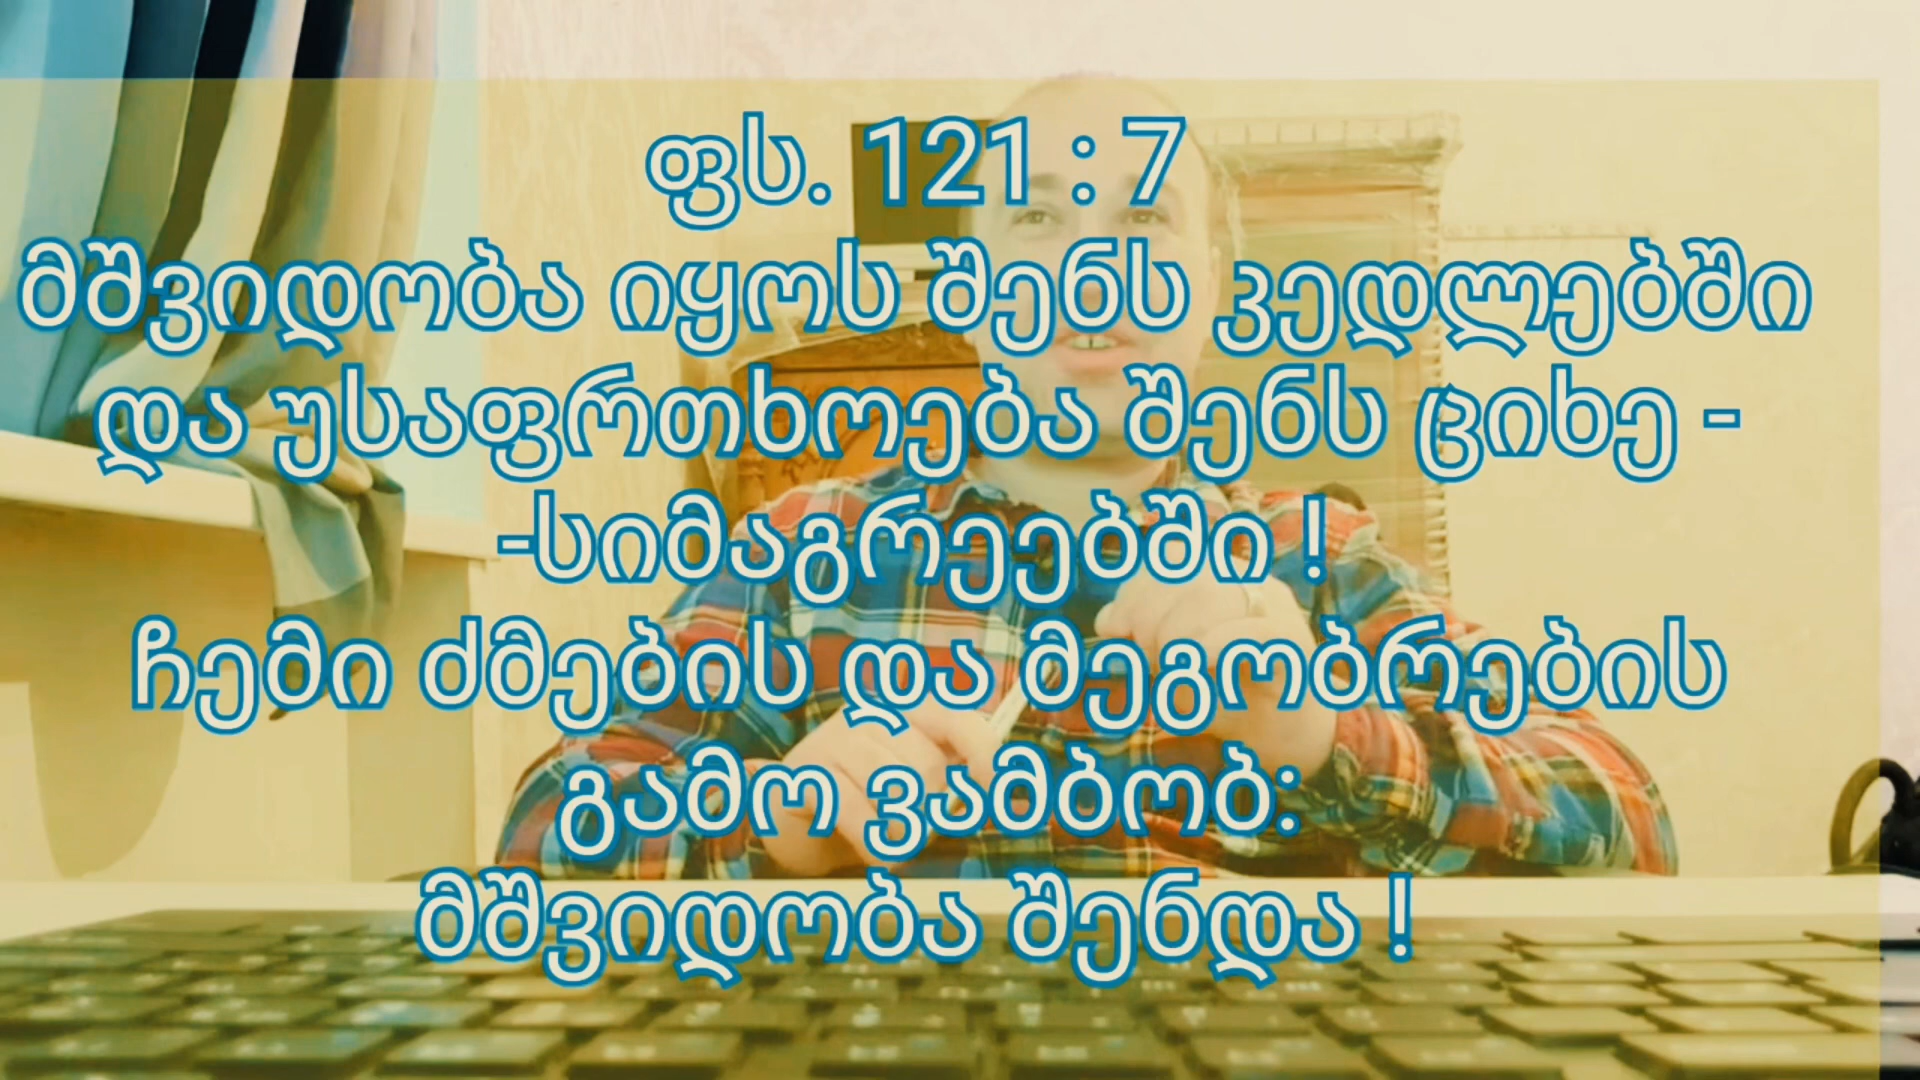 ფს. 121 : 7
მშვიდობა იყოს შენს კედლებში
და უსაფრთხოება შენს ციხე -
-სიმაგრეებში !
ჩემი ძმების და მეგობრების
გამო ვამბობ:
მშვიდობა შენდა !